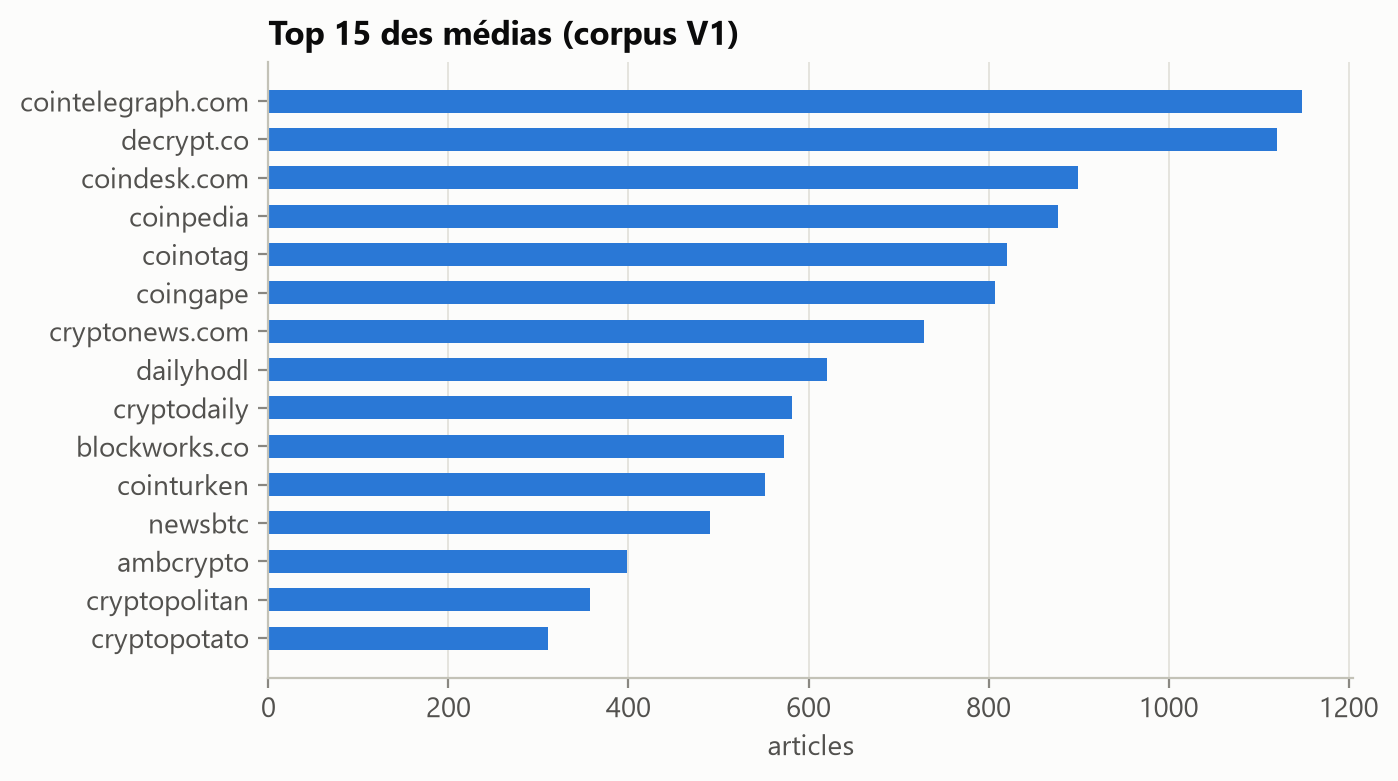 Top 15 des médias (corpus V1)
cointelegraph.com
decrypt.co
coindesk.com
coinpedia
coinotag
coingape
cryptonews.com
dailyhodl
cryptodaily
blockworks.co
cointurken
newsbtc
ambcrypto
cryptopolitan
cryptopotato
0 200 400 600 800 1000 1200
articles